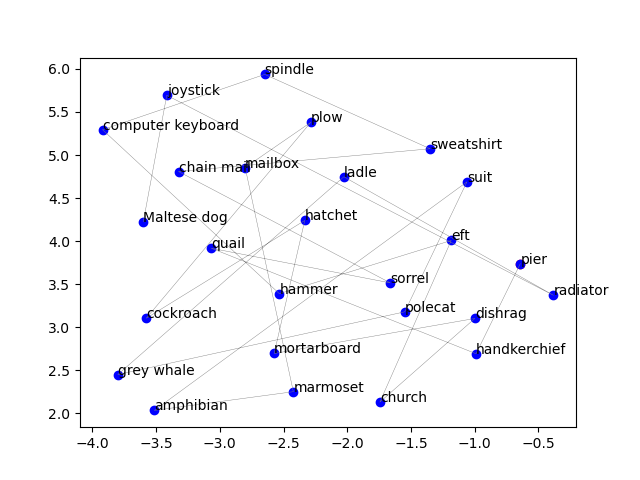 6.0
spindle
joystick
5.5
plow
computer keyboard
5.0
sweatshirt
mailbox
chain mail
ladle
suit
4.5
Maltese dog
hatchet
4.0
eft
quail
pier
3.5
sorrel
hammer
radiator
cockroach
polecat
dishrag
3.0
mortarboard
handkerchief
2.5
grey whale
marmoset
church
amphibian
2.0
−4.0 −3.5 −3.0 −2.5 −2.0 −1.5 −1.0 −0.5